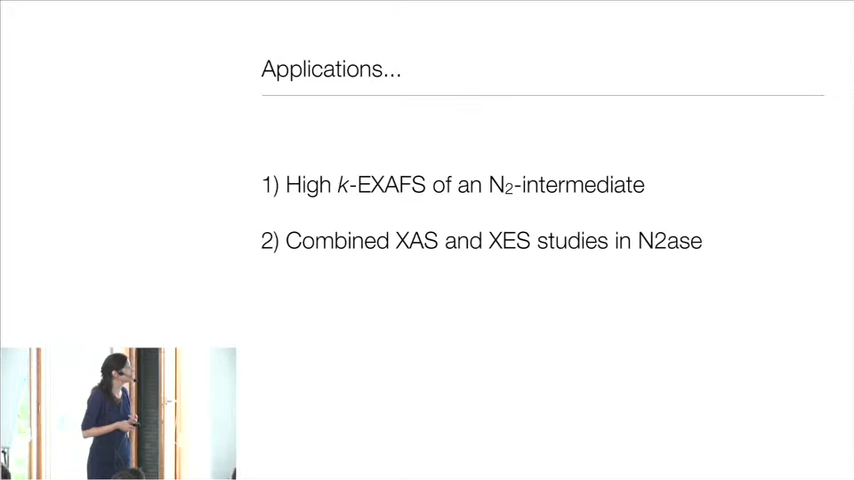 Applications...
1) High k-EXAFS of an N₂-intermediate
2) Combined XAS and XES studies in N2ase